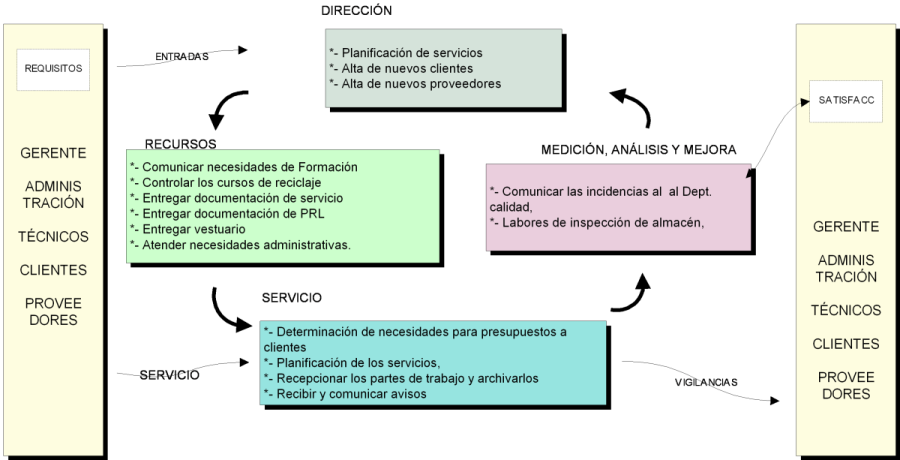 DIRECCIÓN
REQUISITOS
ENTRADAS
*- Planificación de servicios
*- Alta de nuevos clientes
*- Alta de nuevos proveedores
SATISFACC
GERENTE
ADMINIS
TRACIÓN
TÉCNICOS
CLIENTES
PROVEE
DORES
RECURSOS
*- Comunicar necesidades de Formación
*- Controlar los cursos de reciclaje
*- Entregar documentación de servicio
*- Entregar documentación de PRL
*- Entregar vestuario
*- Atender necesidades administrativas.
MEDICIÓN, ANÁLISIS Y MEJORA
*- Comunicar las incidencias al  al Dept.
calidad,
*- Labores de inspección de almacén,
GERENTE
ADMINIS
TRACIÓN
TÉCNICOS
CLIENTES
PROVEE
DORES
SERVICIO
*- Determinación de necesidades para presupuestos a
clientes
*- Planificación de los servicios,
*- Recepcionar los partes de trabajo y archivarlos
*- Recibir y comunicar avisos
SERVICIO
VIGILANCIAS